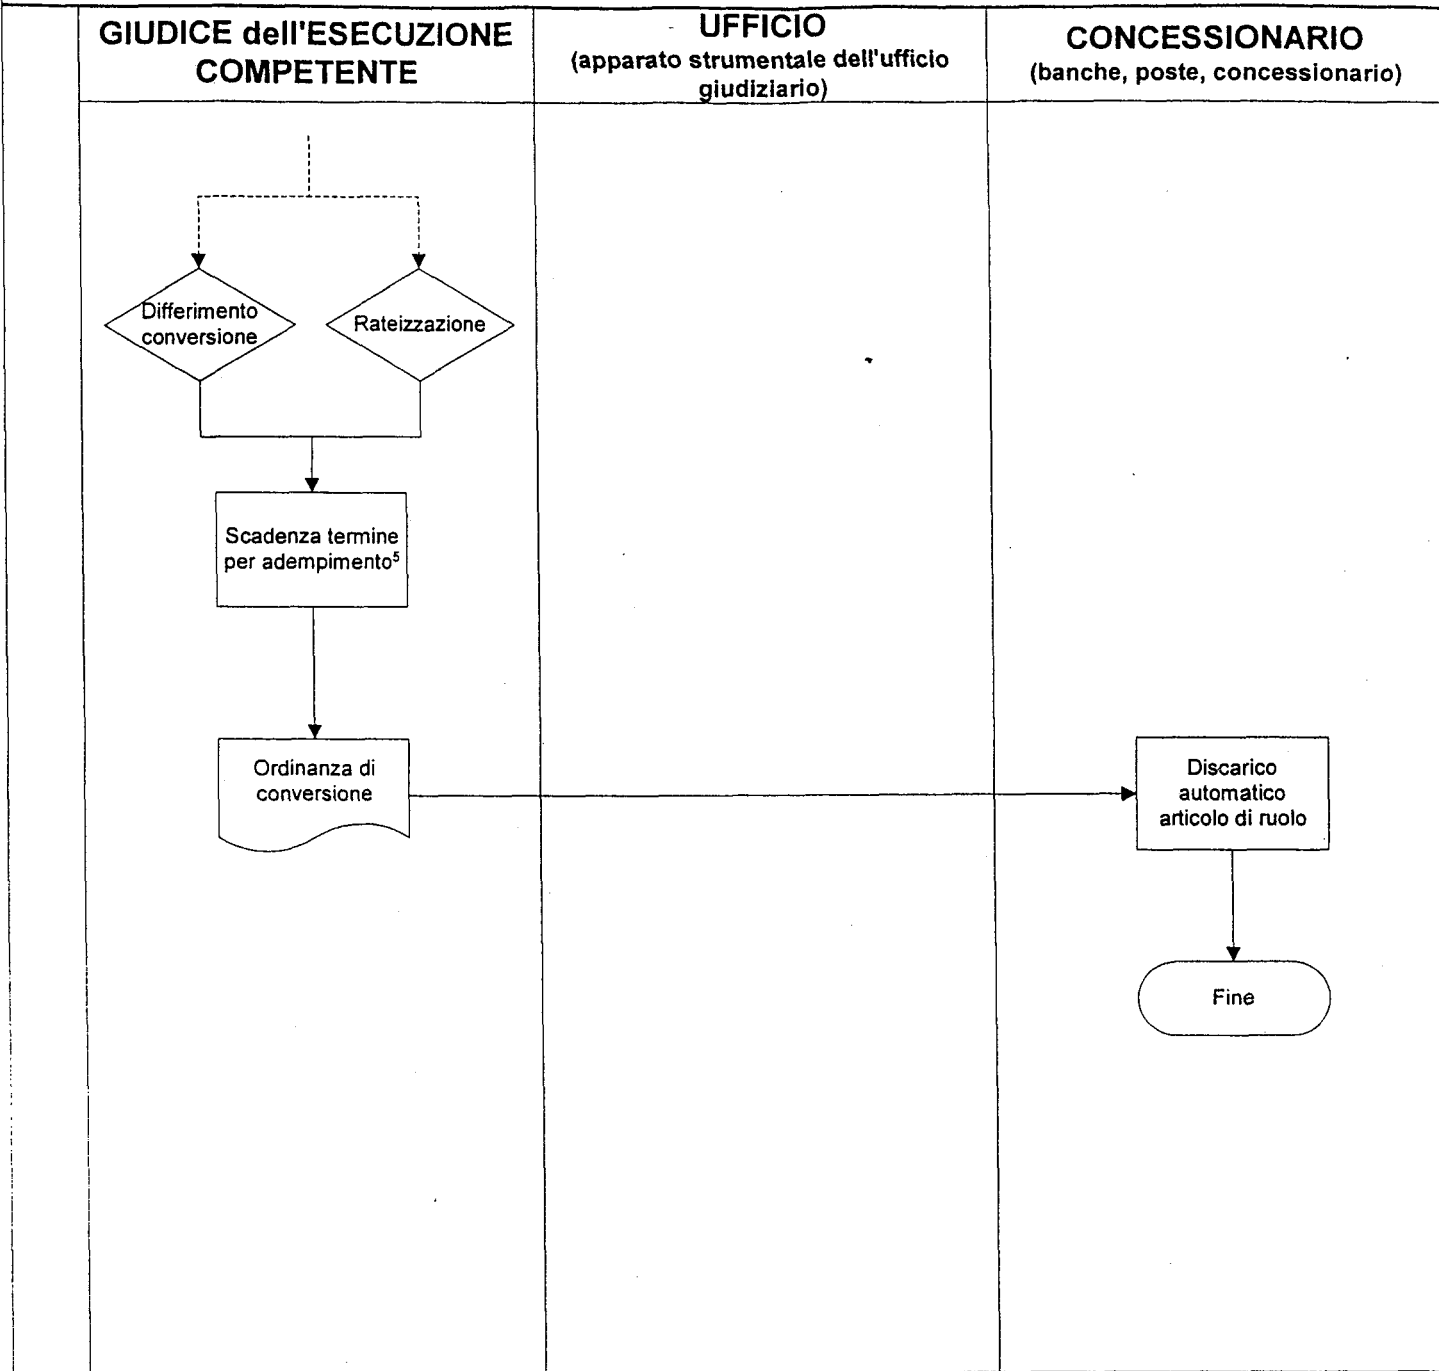 GIUDICE dell'ESECUZIONE
COMPETENTE
UFFICIO
(apparato strumentale dell'ufficio
giudiziario)
CONCESSIONARIO
(banche, poste, concessionario)
Differimento
conversione
Rateizzazione
Scadenza termine
per adempimento⁵
Ordinanza di
conversione
Discarico
automatico
articolo di ruolo
Fine